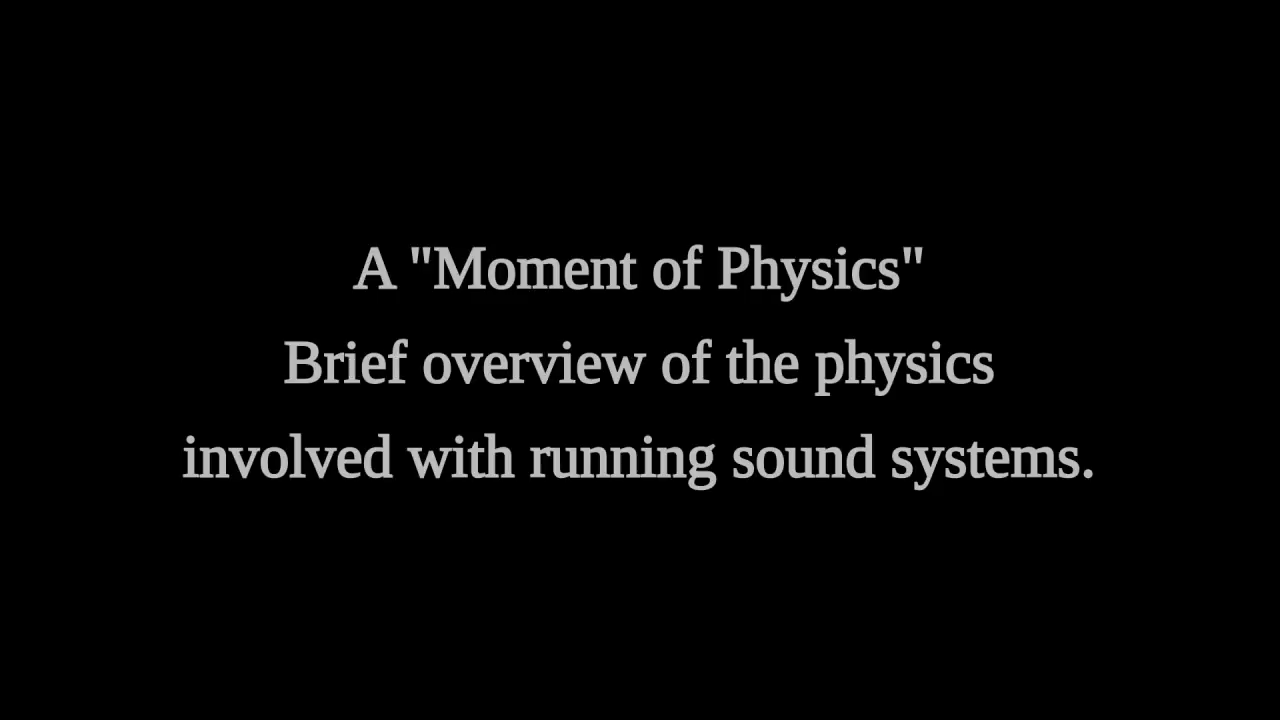 A "Moment of Physics"
Brief overview of the physics
involved with running sound systems.